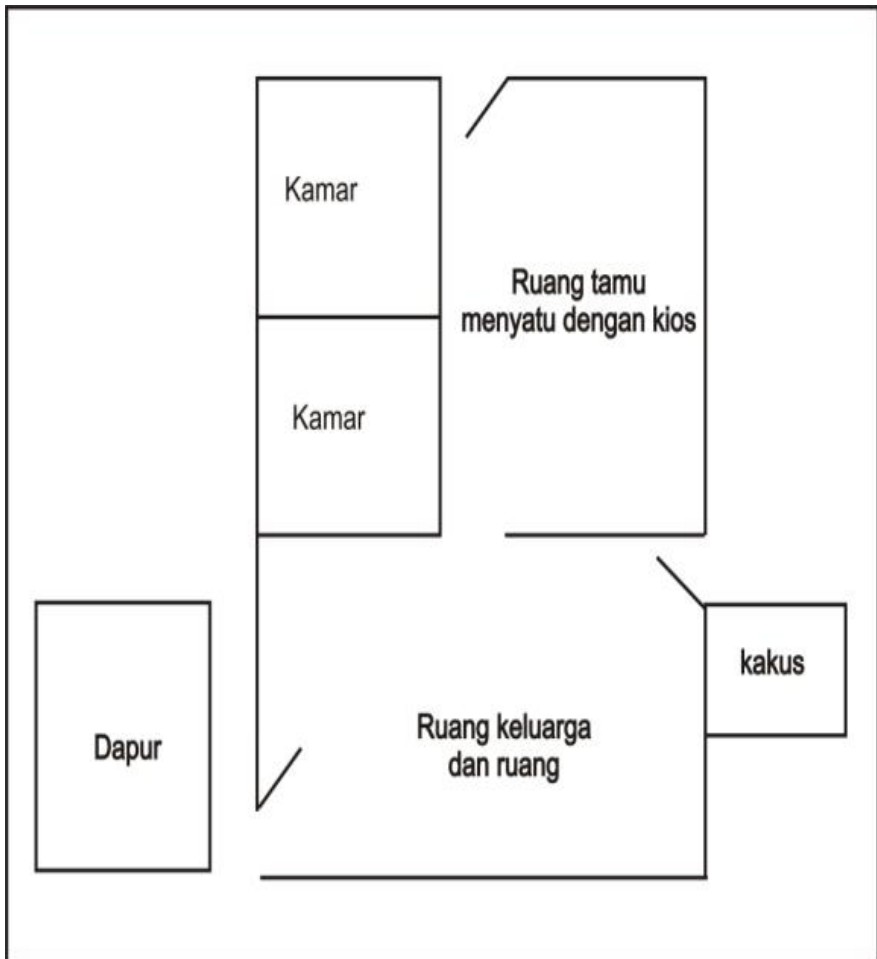 Kamar
Ruang tamu
menyatu dengan kios
Kamar
kakus
Ruang keluarga
dan ruang
Dapur